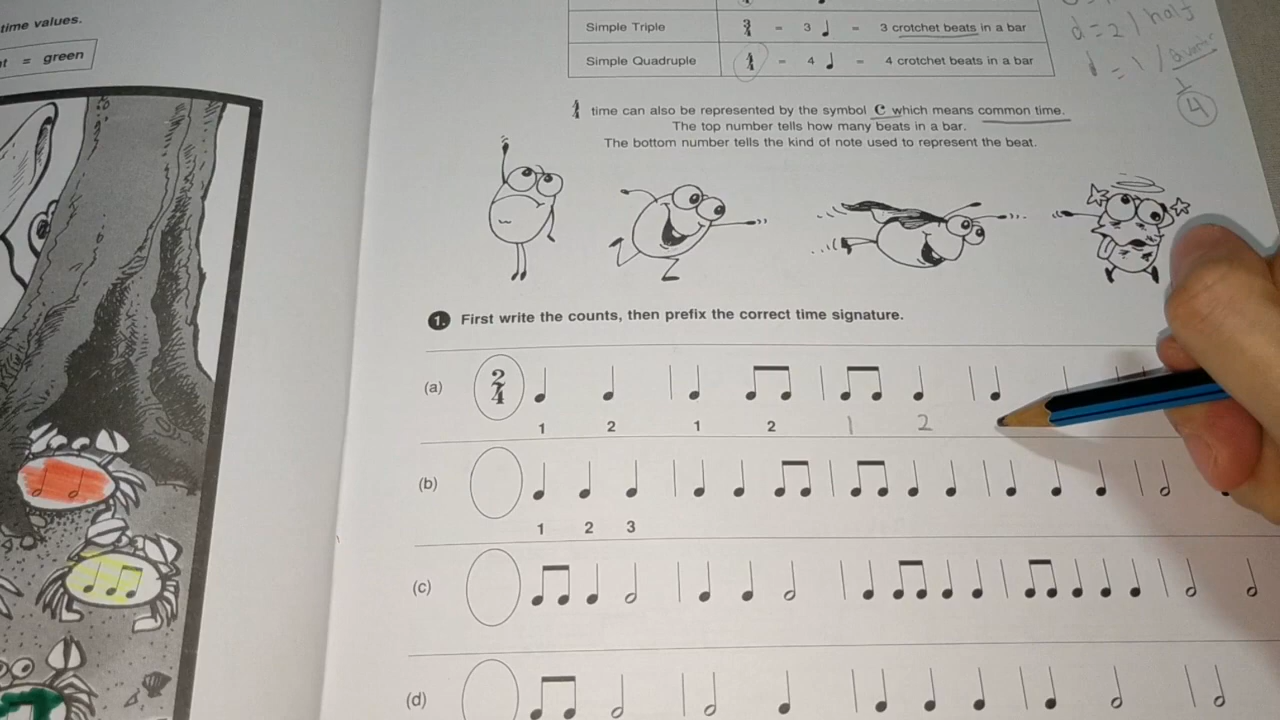 time values.
t = green
Simple Triple 3/4 = 3 ♩ = 3 crotchet beats in a bar
Simple Quadruple 4/4 = 4 ♩ = 4 crotchet beats in a bar
= 2 / half
= 1 /
4
4/4 time can also be represented by the symbol C which means common time.
The top number tells how many beats in a bar.
The bottom number tells the kind of note used to represent the beat.
1. First write the counts, then prefix the correct time signature.
(a) 2/4
1 2 1 2 1 2
(b)
1 2 3
(c)
(d)